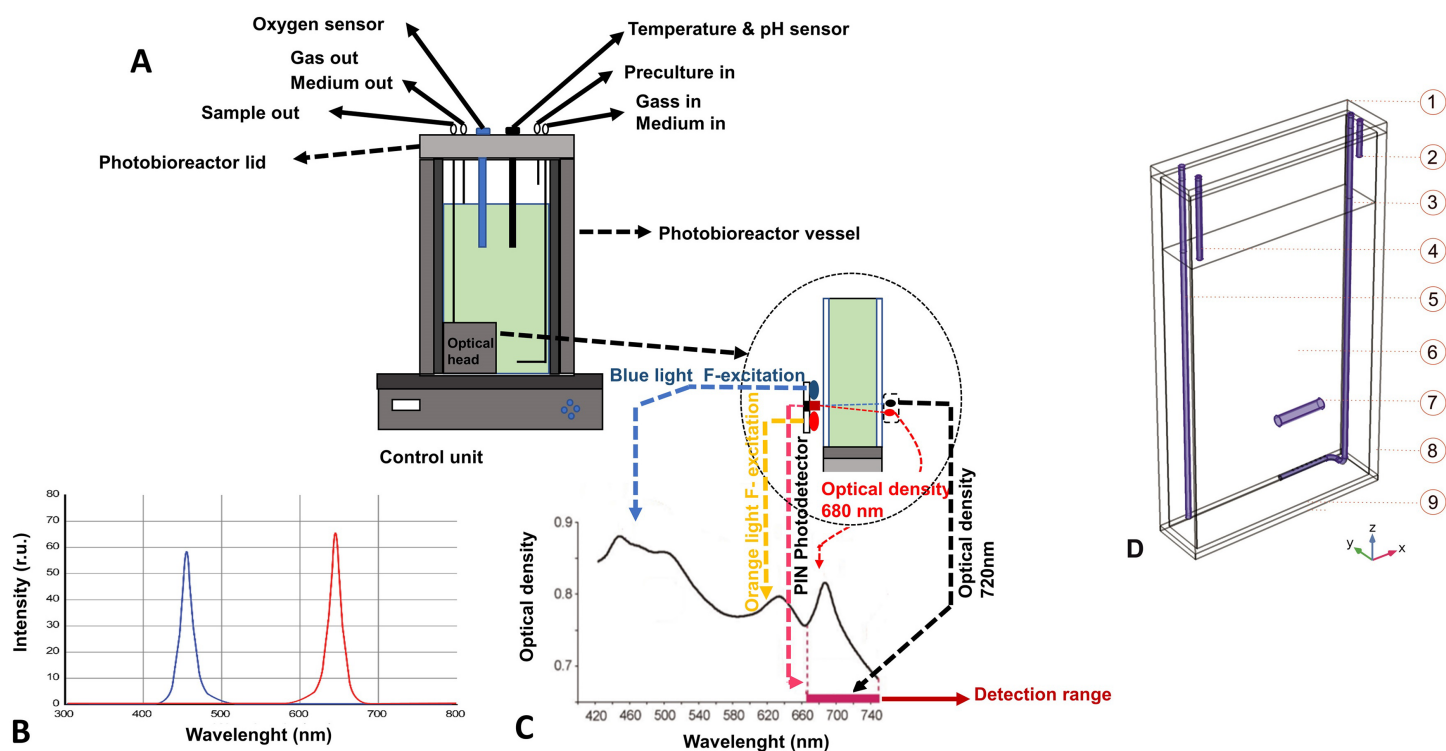 A
Oxygen sensor
Gas out
Medium out
Sample out
Photobioreactor lid
Temperature & pH sensor
Preculture in
Gass in
Medium in
Photobioreactor vessel
Optical
head
Control unit
Blue light F-excitation
Orange light F- excitation
PIN Photodetector
Optical density
680 nm
Optical density
720nm
B
Intensity (r.u.)
80
70
60
50
40
30
20
10
0
300
400
500
600
700
800
Wavelenght (nm)
C
Optical density
0.9
0.8
0.7
420
460
500
540
580
620
660
700
740
Wavelenght (nm)
Detection range
D
1
2
3
4
5
6
7
8
9
z
y
x